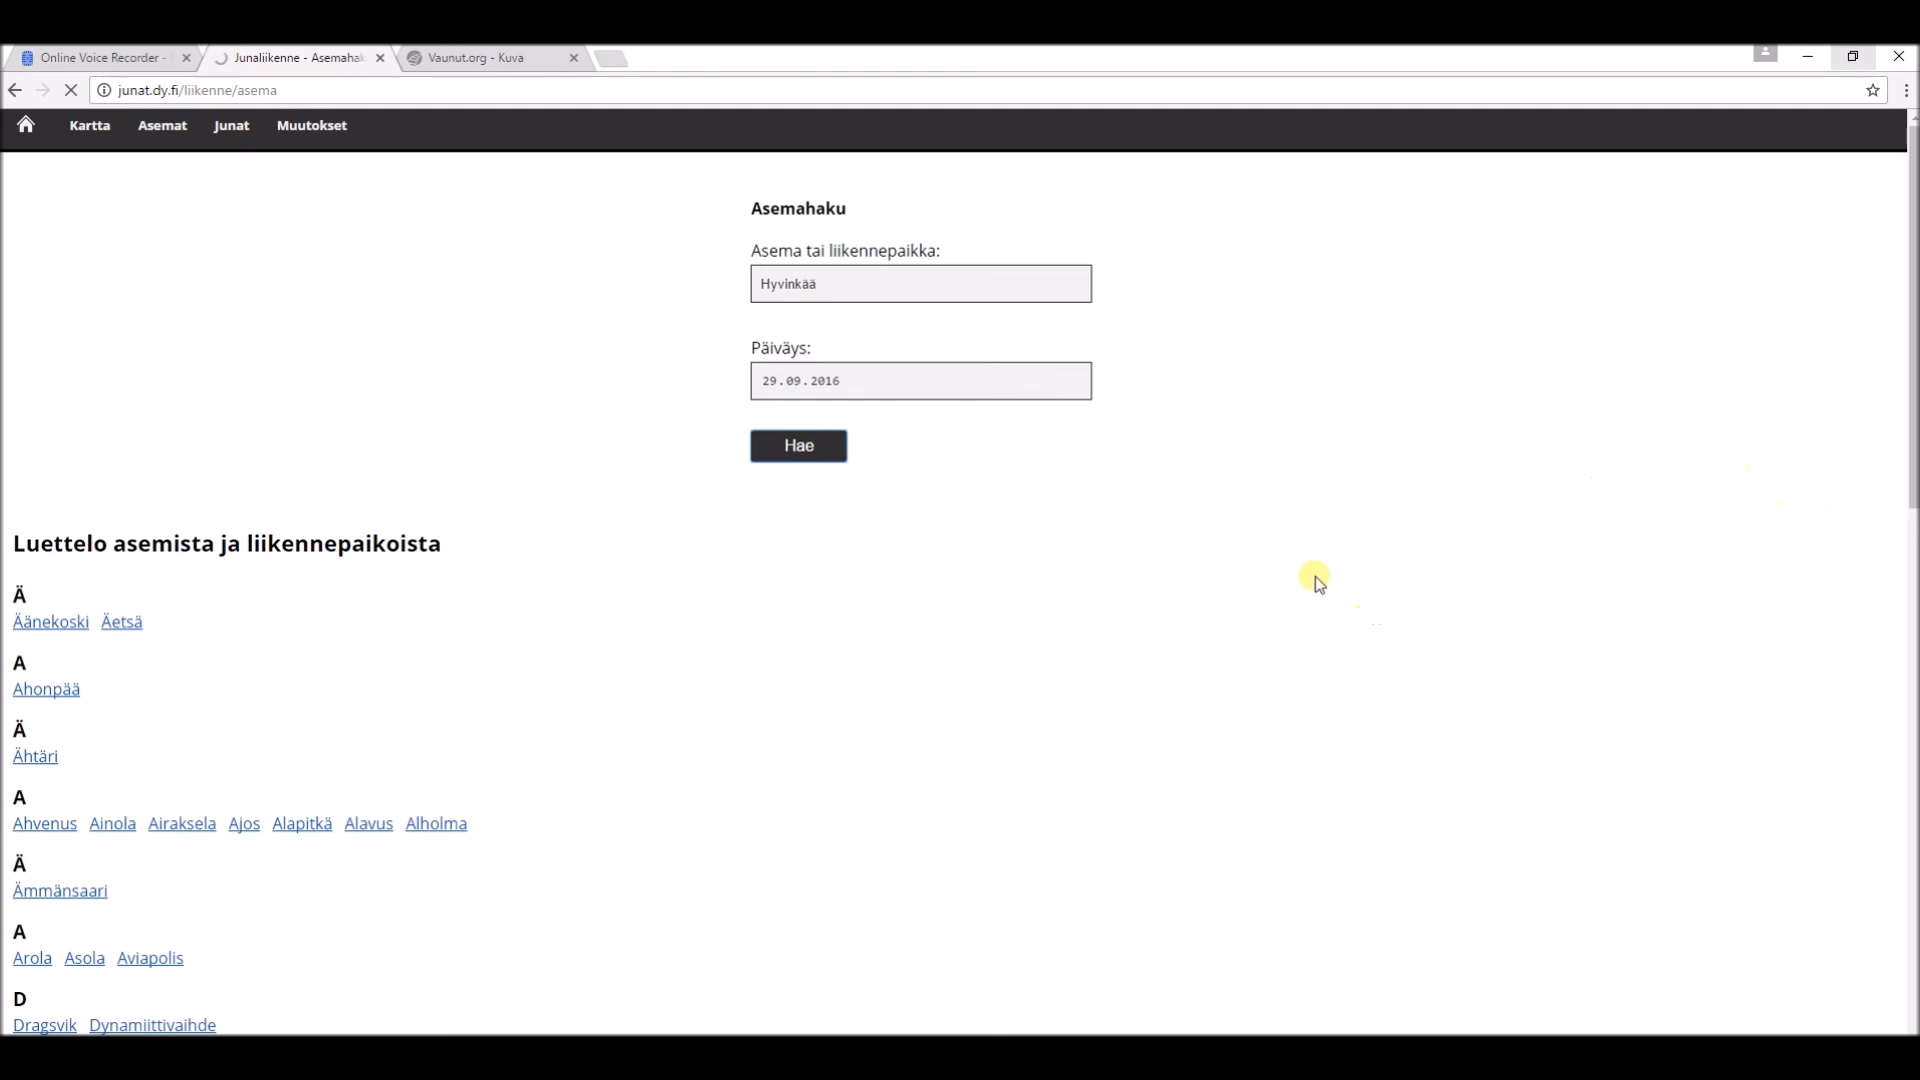 Online Voice Recorder -
Junaliikenne - Asemahak
Vaunut.org - Kuva
junat.dy.fi/liikenne/asema
Kartta Asemat Junat Muutokset
Asemahaku
Asema tai liikennepaikka:
Hyvinkää
Päiväys:
29.09.2016
Hae
Luettelo asemista ja liikennepaikoista
Ä
Äänekoski Äetsä
A
Ahonpää
Ä
Ähtäri
A
Ahvenus Ainola Airaksela Ajos Alapitkä Alavus Alholma
Ä
Ämmänsaari
A
Arola Asola Aviapolis
D
Dragsvik Dynamiittivaihde